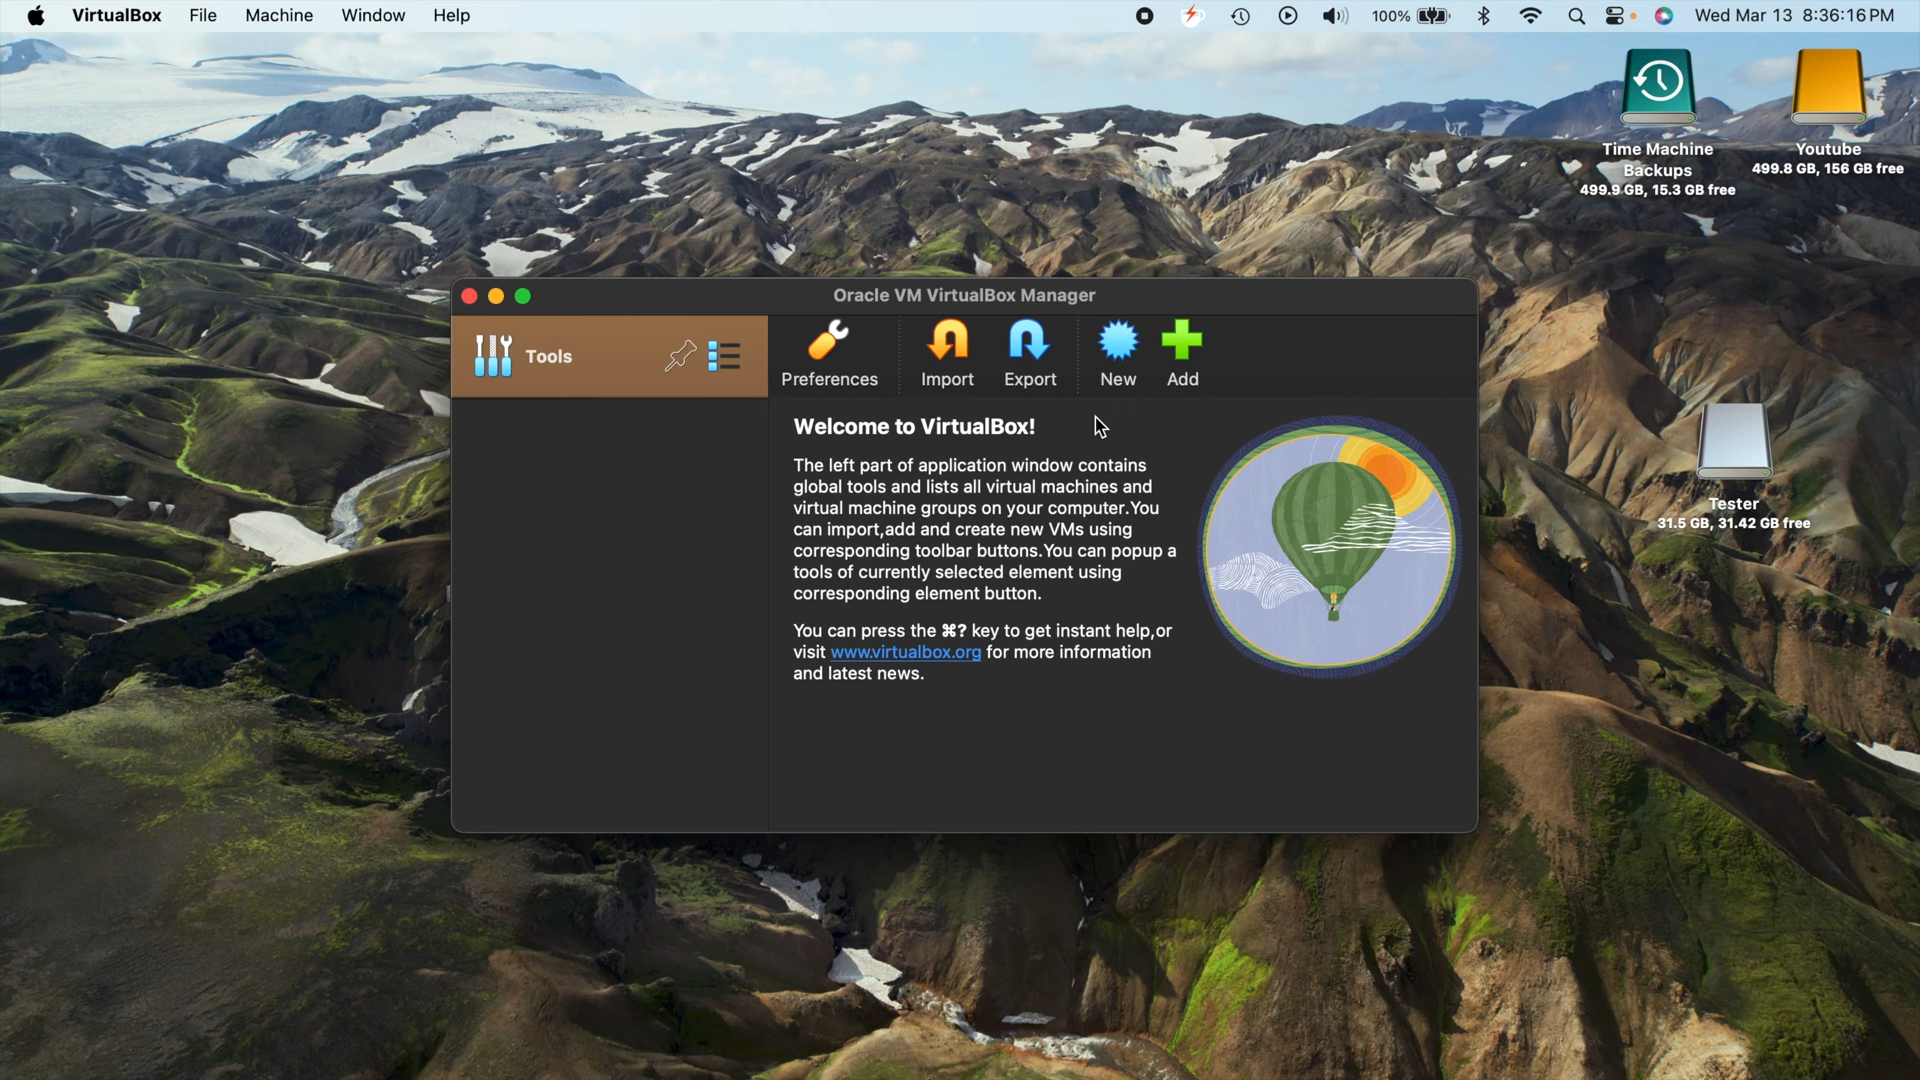 VirtualBox File Machine Window Help 100% Wed Mar 13 8:36:16 PM
Time Machine
Backups
499.9 GB, 15.3 GB free
Youtube
499.8 GB, 156 GB free
Oracle VM VirtualBox Manager
Tools
Preferences Import Export New Add
Welcome to VirtualBox!
The left part of application window contains
global tools and lists all virtual machines and
virtual machine groups on your computer.You
can import,add and create new VMs using
corresponding toolbar buttons.You can popup a
tools of currently selected element using
corresponding element button.
You can press the ⌘? key to get instant help,or
visit www.virtualbox.org for more information
and latest news.
Tester
31.5 GB, 31.42 GB free